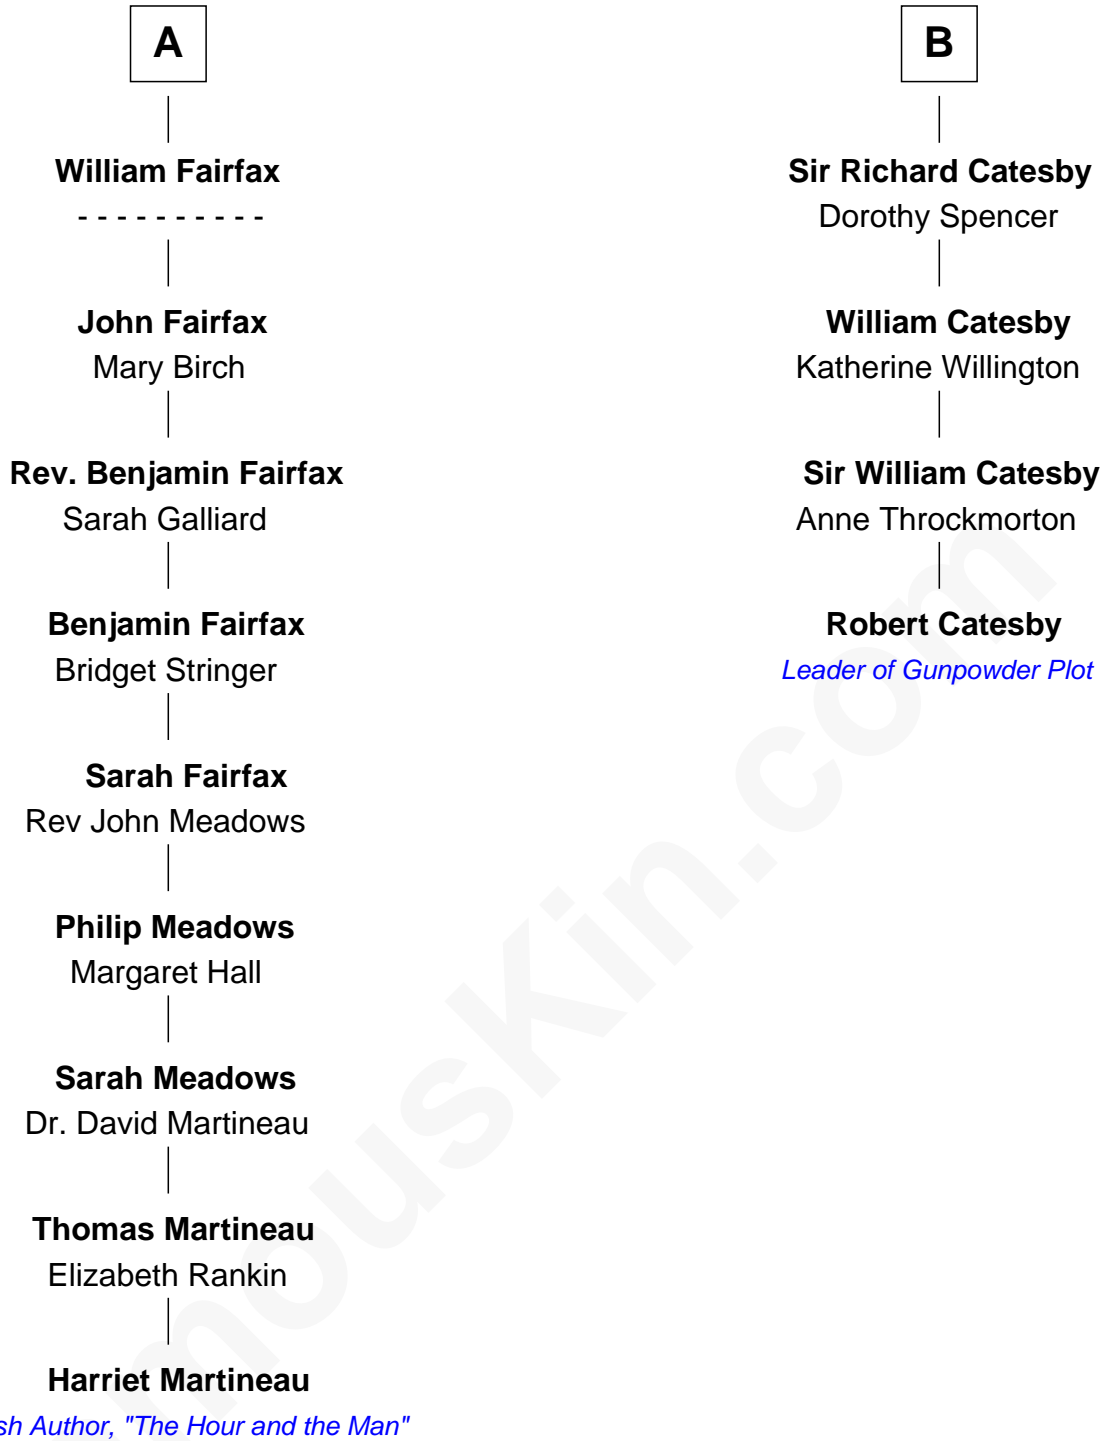 A
William Fairfax
- - - - - - - - - -
John Fairfax
Mary Birch
Rev. Benjamin Fairfax
Sarah Galliard
Benjamin Fairfax
Bridget Stringer
Sarah Fairfax
Rev John Meadows
Philip Meadows
Margaret Hall
Sarah Meadows
Dr. David Martineau
Thomas Martineau
Elizabeth Rankin
Harriet Martineau
sh Author, "The Hour and the Man"
B
Sir Richard Catesby
Dorothy Spencer
William Catesby
Katherine Willington
Sir William Catesby
Anne Throckmorton
Robert Catesby
Leader of Gunpowder Plot
mousKin.com